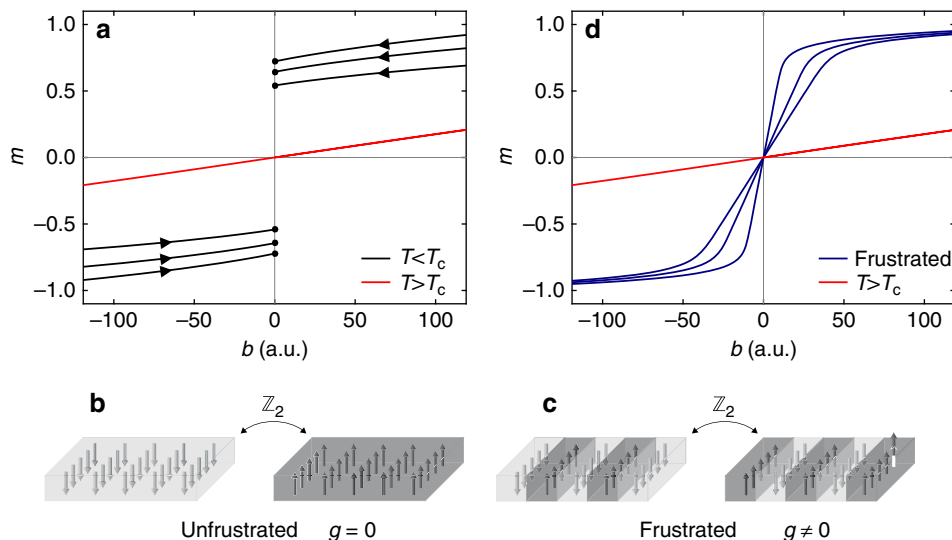 a
1.0
0.5
0.0
−0.5
−1.0
m
T<Tc
T>Tc
−100
−50
0
50
100
b (a.u.)
d
1.0
0.5
0.0
−0.5
−1.0
m
Frustrated
T>Tc
−100
−50
0
50
100
b (a.u.)
b
ℤ2
Unfrustrated g = 0
c
ℤ2
Frustrated g ≠ 0